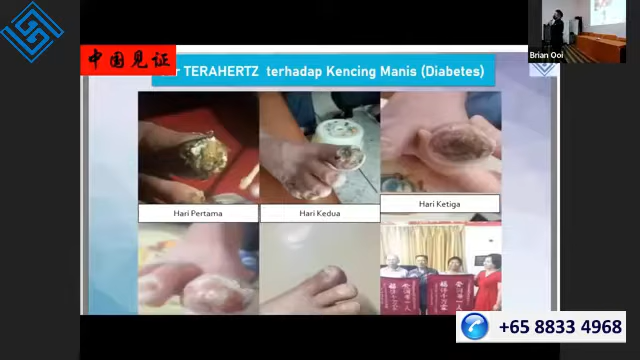 Brian Ooi
中国见证
TERAHERTZ terhadap Kencing Manis (Diabetes)
Hari Pertama
Hari Kedua
Hari Ketiga
+65 8833 4968